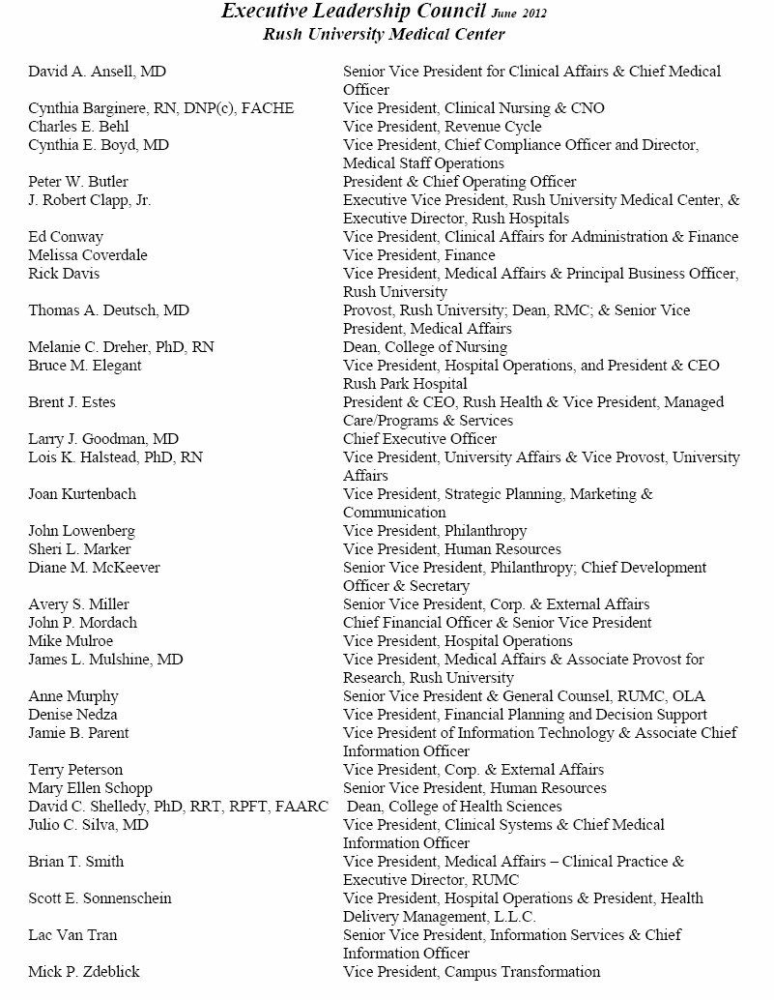 Executive Leadership Council June 2012
Rush University Medical Center
David A. Ansell, MD Senior Vice President for Clinical Affairs & Chief Medical
Officer
Cynthia Barginere, RN, DNP(c), FACHE Vice President, Clinical Nursing & CNO
Charles E. Behl Vice President, Revenue Cycle
Cynthia E. Boyd, MD Vice President, Chief Compliance Officer and Director,
Medical Staff Operations
Peter W. Butler President & Chief Operating Officer
J. Robert Clapp, Jr. Executive Vice President, Rush University Medical Center, &
Executive Director, Rush Hospitals
Ed Conway Vice President, Clinical Affairs for Administration & Finance
Melissa Coverdale Vice President, Finance
Rick Davis Vice President, Medical Affairs & Principal Business Officer,
Rush University
Thomas A. Deutsch, MD Provost, Rush University; Dean, RMC; & Senior Vice
President, Medical Affairs
Melanie C. Dreher, PhD, RN Dean, College of Nursing
Bruce M. Elegant Vice President, Hospital Operations, and President & CEO
Rush Park Hospital
Brent J. Estes President & CEO, Rush Health & Vice President, Managed
Care/Programs & Services
Larry J. Goodman, MD Chief Executive Officer
Lois K. Halstead, PhD, RN Vice President, University Affairs & Vice Provost, University
Affairs
Joan Kurtenbach Vice President, Strategic Planning, Marketing &
Communication
John Lowenberg Vice President, Philanthropy
Sheri L. Marker Vice President, Human Resources
Diane M. McKeever Senior Vice President, Philanthropy; Chief Development
Officer & Secretary
Avery S. Miller Senior Vice President, Corp. & External Affairs
John P. Mordach Chief Financial Officer & Senior Vice President
Mike Mulroe Vice President, Hospital Operations
James L. Mulshine, MD Vice President, Medical Affairs & Associate Provost for
Research, Rush University
Anne Murphy Senior Vice President & General Counsel, RUMC, OLA
Denise Nedza Vice President, Financial Planning and Decision Support
Jamie B. Parent Vice President of Information Technology & Associate Chief
Information Officer
Terry Peterson Vice President, Corp. & External Affairs
Mary Ellen Schopp Senior Vice President, Human Resources
David C. Shelledy, PhD, RRT, RPFT, FAARC Dean, College of Health Sciences
Julio C. Silva, MD Vice President, Clinical Systems & Chief Medical
Information Officer
Brian T. Smith Vice President, Medical Affairs – Clinical Practice &
Executive Director, RUMC
Scott E. Sonnenschein Vice President, Hospital Operations & President, Health
Delivery Management, L.L.C.
Lac Van Tran Senior Vice President, Information Services & Chief
Information Officer
Mick P. Zdeblick Vice President, Campus Transformation